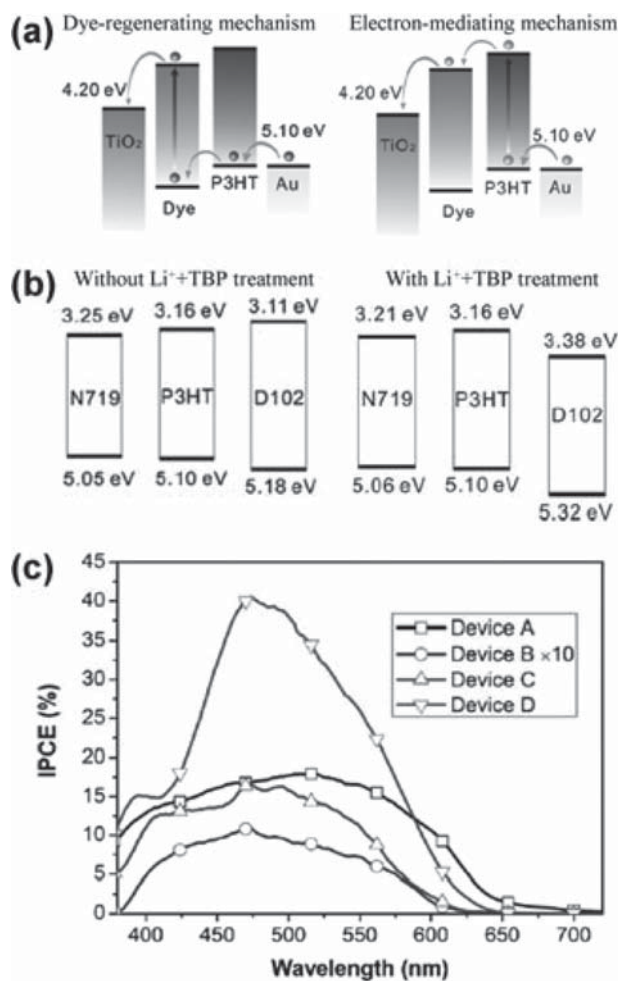 (a) Dye-regenerating mechanism Electron-mediating mechanism
4.20 eV 5.10 eV 4.20 eV 5.10 eV
TiO₂ P3HT Au TiO₂ P3HT Au
Dye Dye
(b) Without Li⁺+TBP treatment With Li⁺+TBP treatment
3.25 eV 3.16 eV 3.11 eV 3.21 eV 3.16 eV 3.38 eV
N719 P3HT D102 N719 P3HT D102
5.05 eV 5.10 eV 5.18 eV 5.06 eV 5.10 eV 5.32 eV
(c)
45
40
35
30
25
20
15
10
5
0
IPCE (%)
Device A
Device B ×10
Device C
Device D
400 450 500 550 600 650 700
Wavelength (nm)